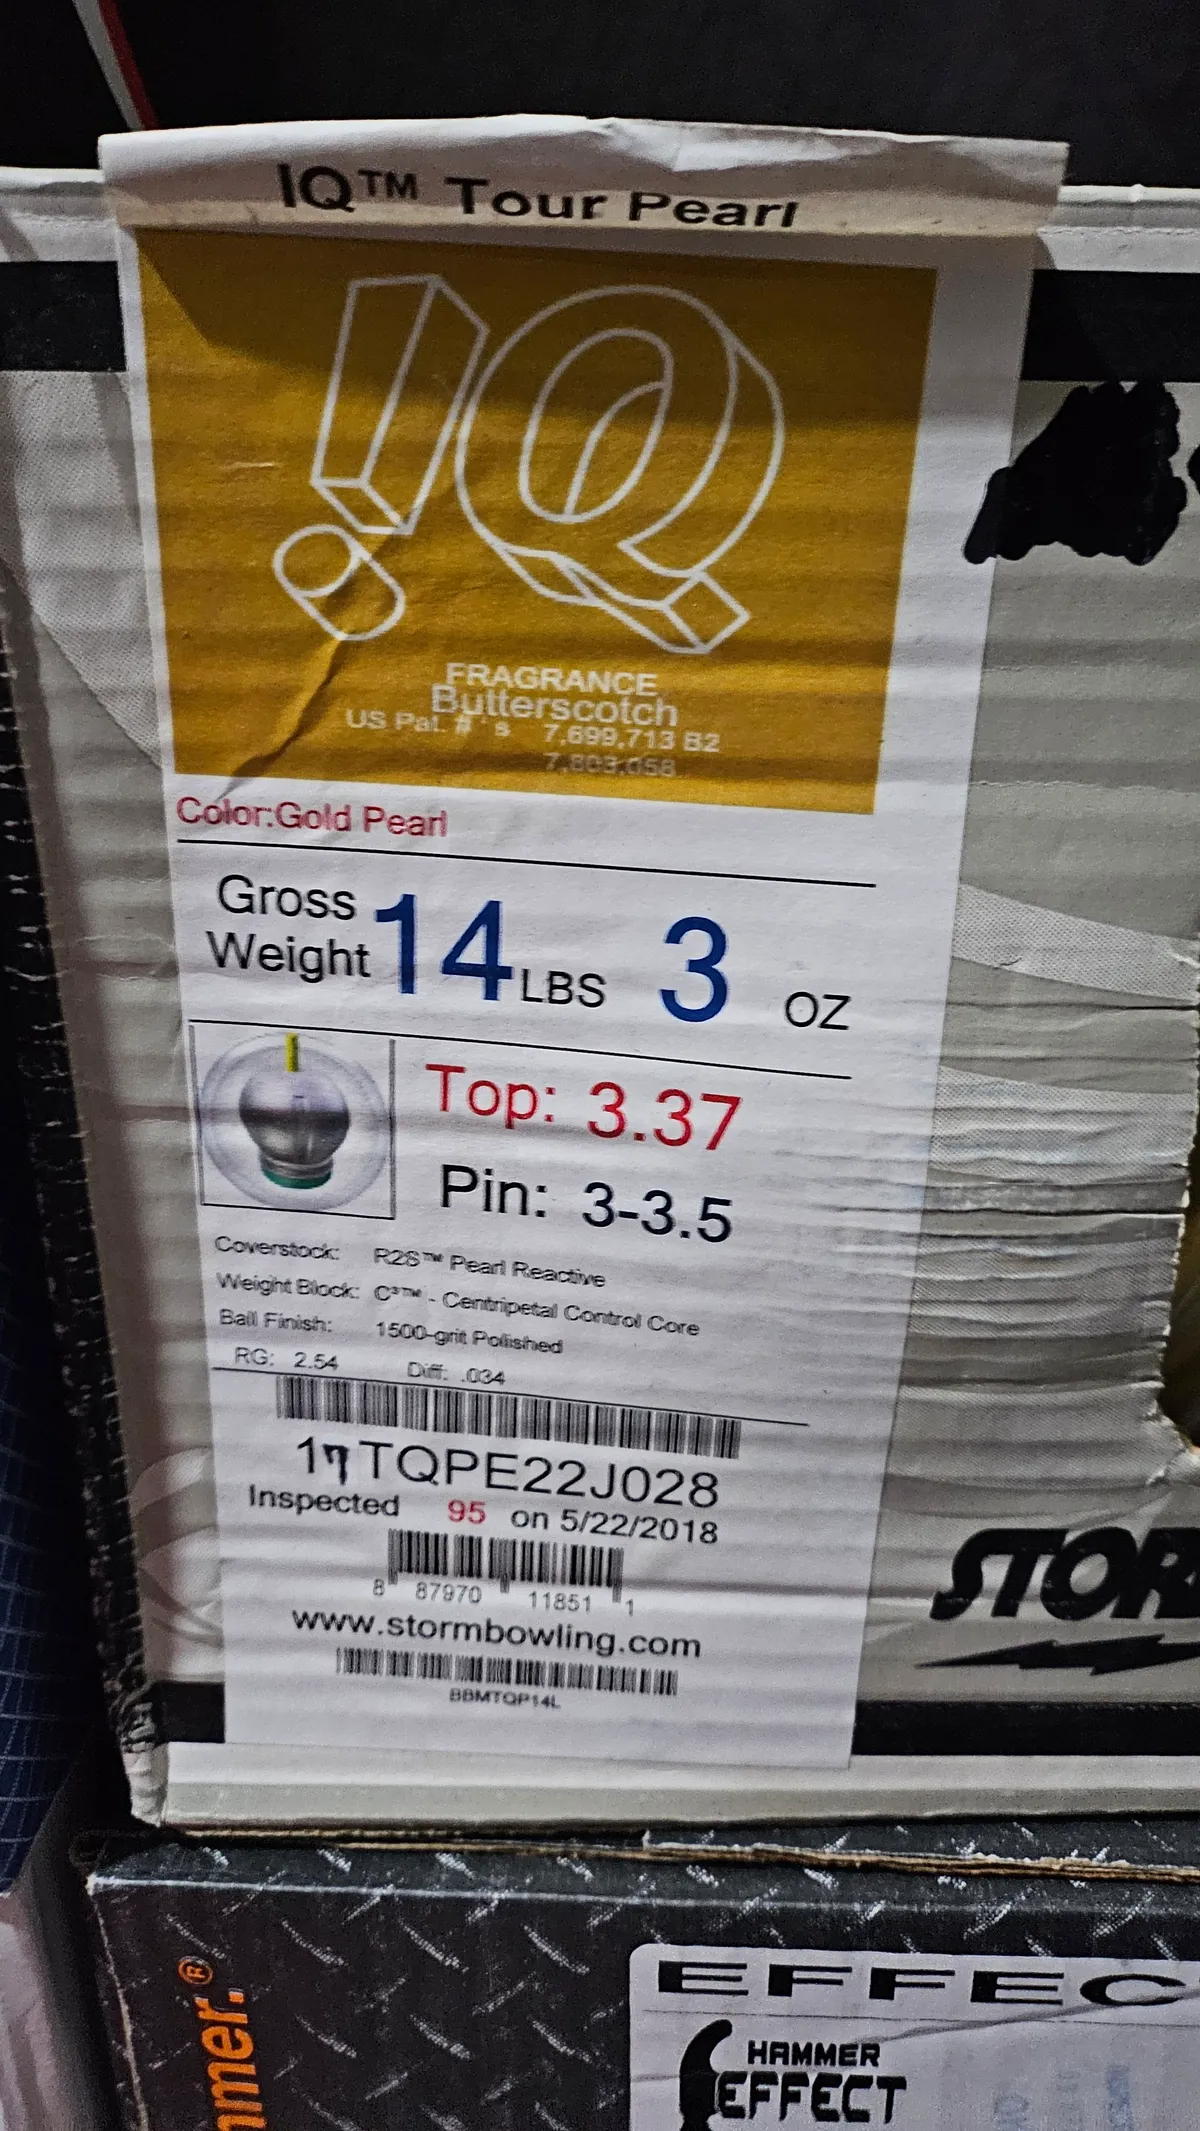 IQ™ Tour Pearl
!Q
FRAGRANCE
Butterscotch
US Pat. #'s 7,699,713 B2
7,803,058
Color:Gold Pearl
Gross Weight 14 LBS 3 OZ
Top: 3.37
Pin: 3-3.5
Coverstock: R2S™ Pearl Reactive
Weight Block: C³™ - Centripetal Control Core
Ball Finish: 1500-grit Polished
RG: 2.54 Diff: .034
17TQPE22J028
Inspected 95 on 5/22/2018
8 87970 11851 1
www.stormbowling.com
BBMTQP14L
STOR
mmer.®
EFFEC
HAMMER
EFFECT